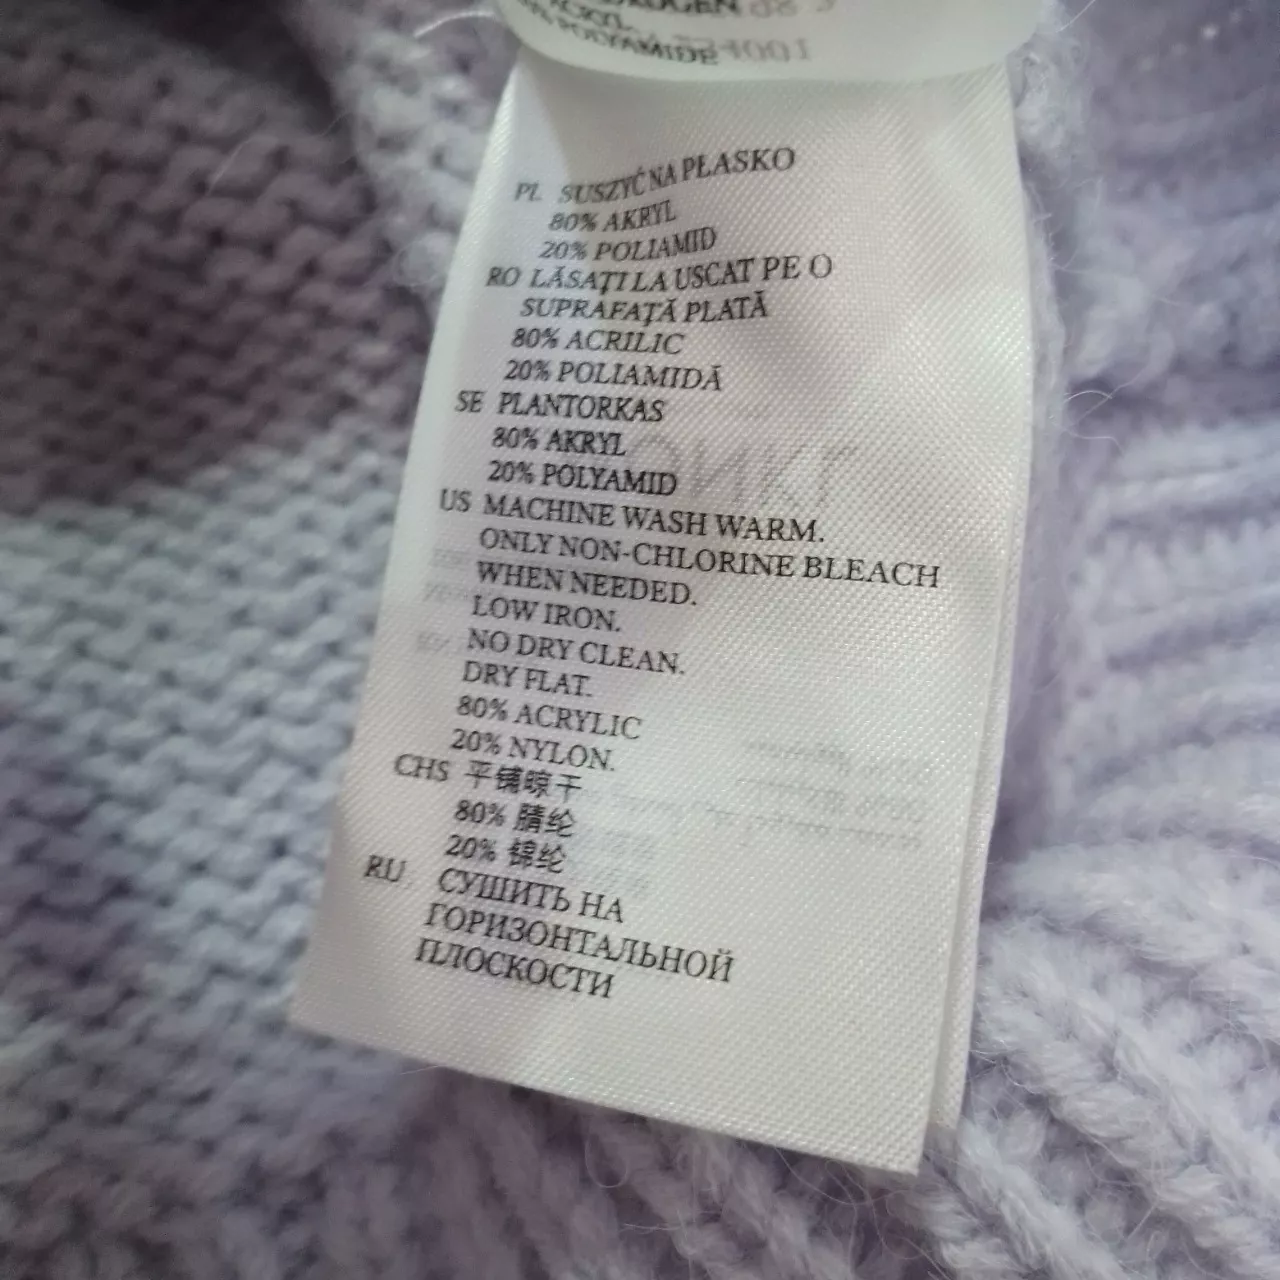 POLYAMIDE
PL SUSZYĆ NA PŁASKO
80% AKRYL
20% POLIAMID
RO LĂSAŢI LA USCAT PE O
SUPRAFAŢĂ PLATĂ
80% ACRILIC
20% POLIAMIDĂ
SE PLANTORKAS
80% AKRYL
20% POLYAMID
US MACHINE WASH WARM.
ONLY NON-CHLORINE BLEACH
WHEN NEEDED.
LOW IRON.
NO DRY CLEAN.
DRY FLAT.
80% ACRYLIC
20% NYLON.
CHS 平铺晾干
80% 腈纶
20% 锦纶
RU СУШИТЬ НА
ГОРИЗОНТАЛЬНОЙ
ПЛОСКОСТИ